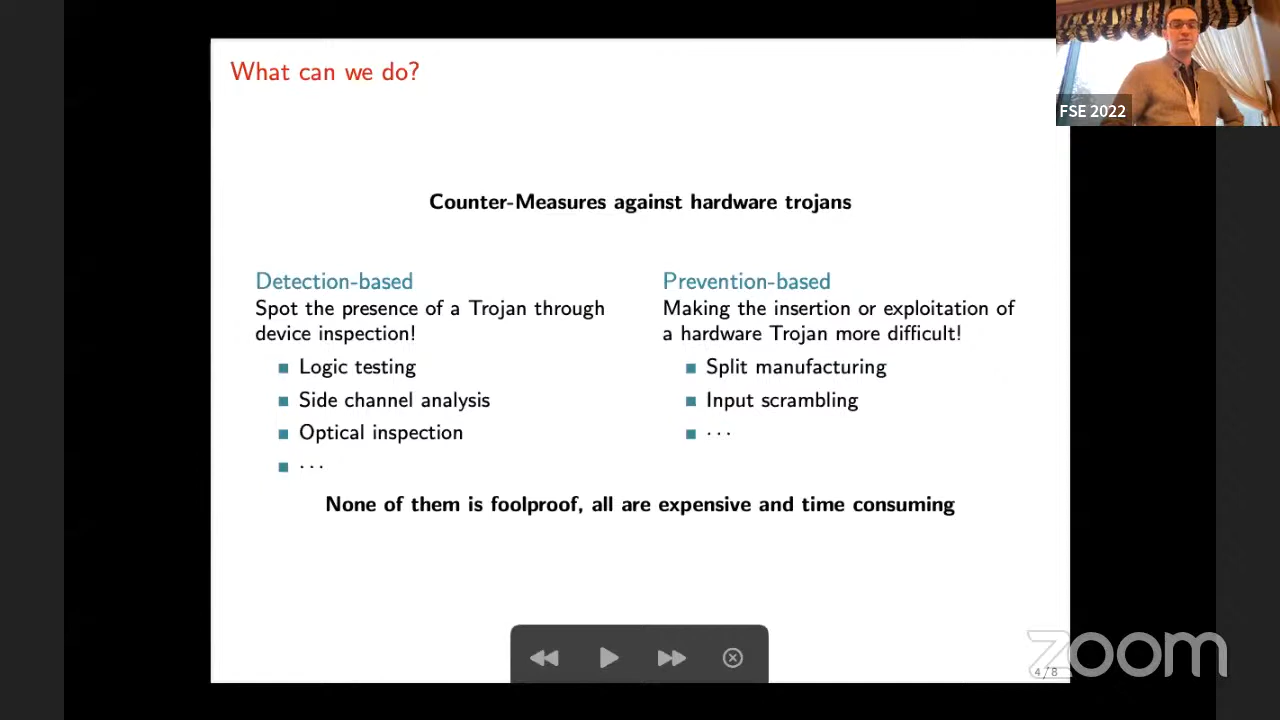 What can we do?
FSE 2022
Counter-Measures against hardware trojans
Detection-based
Spot the presence of a Trojan through
device inspection!
Logic testing
Side channel analysis
Optical inspection
···
Prevention-based
Making the insertion or exploitation of
a hardware Trojan more difficult!
Split manufacturing
Input scrambling
···
None of them is foolproof, all are expensive and time consuming
zoom
4/8